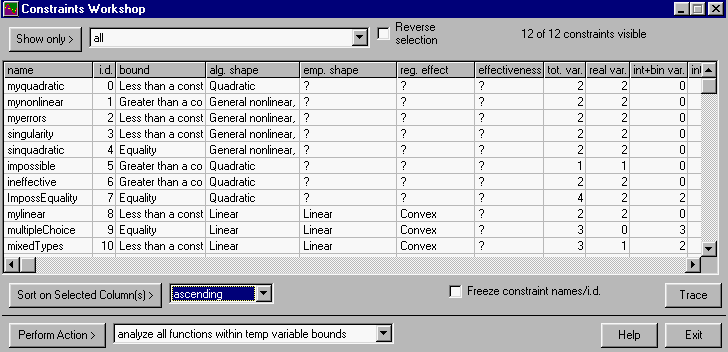 Constraints Workshop
Show only > all Reverse selection 12 of 12 constraints visible
name i.d. bound alg. shape emp. shape reg. effect effectiveness tot. var. real var. int+bin var. int
myquadratic 0 Less than a const Quadratic ? ? ? 2 2 0
mynonlinear 1 Greater than a co General nonlinear, ? ? ? 2 2 0
myerrors 2 Less than a const General nonlinear, ? ? ? 2 2 0
singularity 3 Less than a const General nonlinear, ? ? ? 2 2 0
sinquadratic 4 Equality General nonlinear, ? ? ? 2 2 0
impossible 5 Greater than a co Quadratic ? ? ? 1 1 0
ineffective 6 Greater than a co Quadratic ? ? ? 2 2 0
ImpossEquality 7 Equality Quadratic ? ? ? 4 2 2
mylinear 8 Less than a const Linear Linear Convex ? 2 2 0
multipleChoice 9 Equality Linear Linear Convex ? 3 0 3
mixedTypes 10 Less than a const Linear Linear Convex ? 3 1 2
Sort on Selected Column(s) > ascending Freeze constraint names/i.d. Trace
Perform Action > analyze all functions within temp variable bounds Help Exit